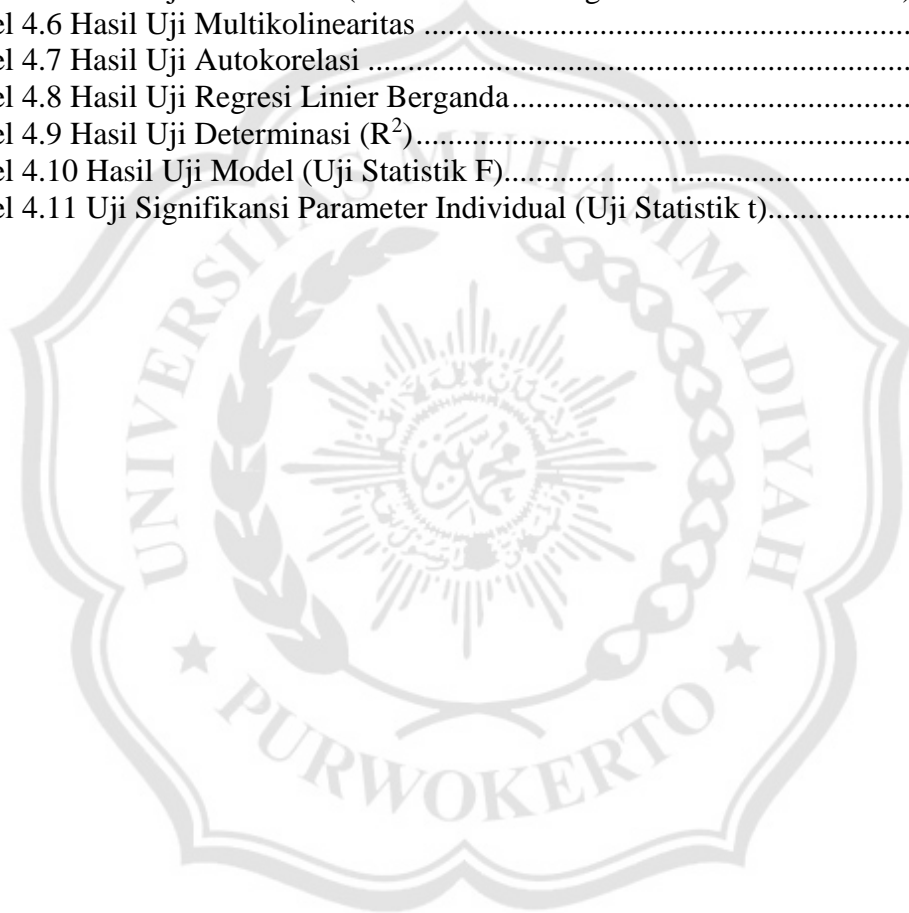 el 4.6 Hasil Uji Multikolinearitas ....................................................................
el 4.7 Hasil Uji Autokorelasi ............................................................................
el 4.8 Hasil Uji Regresi Linier Berganda........................................................
el 4.9 Hasil Uji Determinasi (R²)....................................................................
el 4.10 Hasil Uji Model (Uji Statistik F).........................................................
el 4.11 Uji Signifikansi Parameter Individual (Uji Statistik t)...................
UNIVERSITAS MUHAMMADIYAH
PURWOKERTO